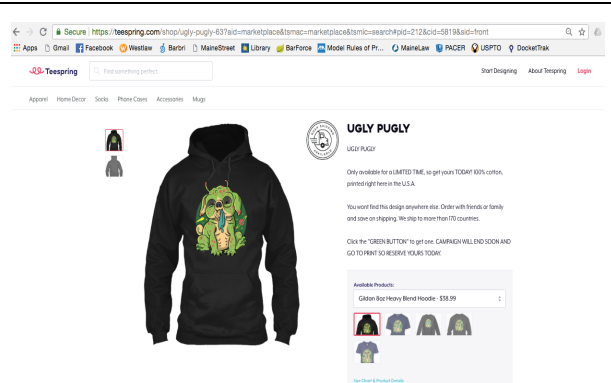 Secure https://teespring.com/shop/ugly-pugly-63?aid=marketplace&tsmac=marketplace&tsmic=search#pid=212&cid=5819&sid=front
Apps Gmail Facebook Westlaw Barbri MaineStreet Library BarForce Model Rules of Pr... MaineLaw PACER USPTO DocketTrak
Teespring Find something perfect Start Designing About Teespring Login
Apparel Home Decor Socks Phone Cases Accessories Mugs
UGLY PUGLY
UGLY PUGLY
Only available for a LIMITED TIME, so get yours TODAY! 100% cotton,
printed right here in the U.S.A.
You wont find this design anywhere else. Order with friends or family
and save on shipping. We ship to more than 170 countries.
Click the "GREEN BUTTON" to get one. CAMPAIGN WILL END SOON AND
GO TO PRINT SO RESERVE YOURS TODAY.
Available Products:
Gildan 8oz Heavy Blend Hoodie - $38.99
Size Chart & Product Details